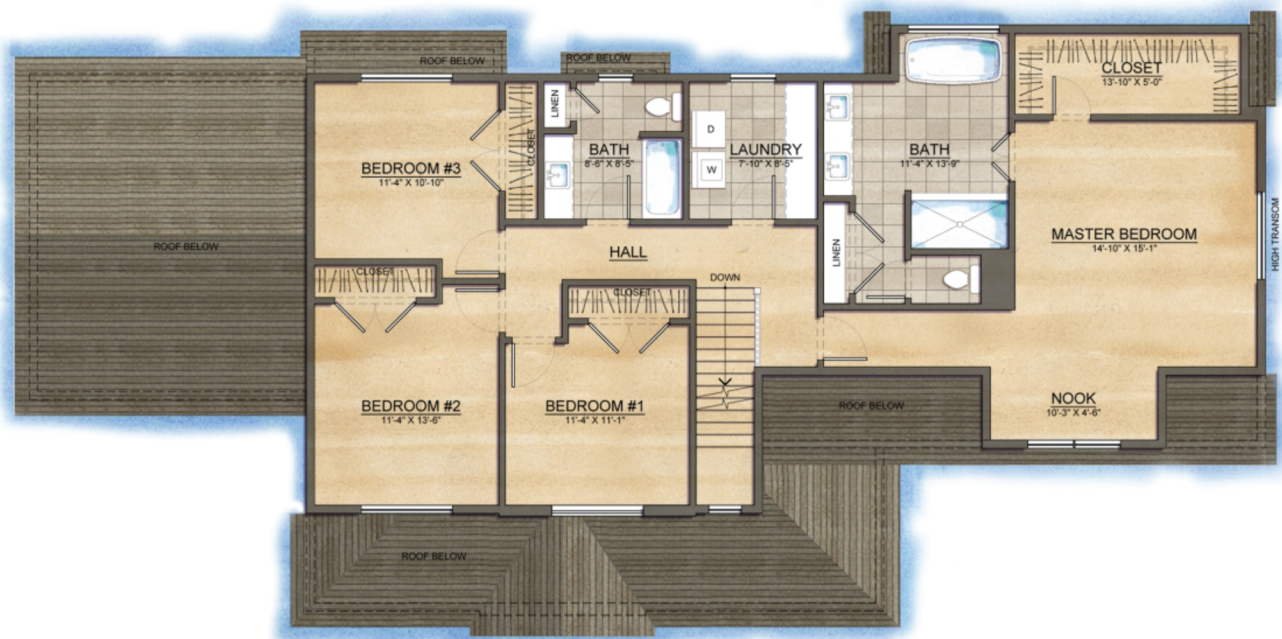 ROOF BELOW
ROOF BELOW
CLOSET
13'-10" X 5'-0"
LINEN
CLOSET
D
W
BATH
8'-6" X 8'-5"
LAUNDRY
7'-10" X 8'-5"
BATH
11'-4" X 13'-9"
BEDROOM #3
11'-4" X 10'-10"
MASTER BEDROOM
14'-10" X 15'-1"
HIGH TRANSOM
ROOF BELOW
HALL
LINEN
CLOSET
DOWN
CLOSET
BEDROOM #2
11'-4" X 13'-6"
BEDROOM #1
11'-4" X 11'-1"
ROOF BELOW
NOOK
10'-3" X 4'-6"
ROOF BELOW